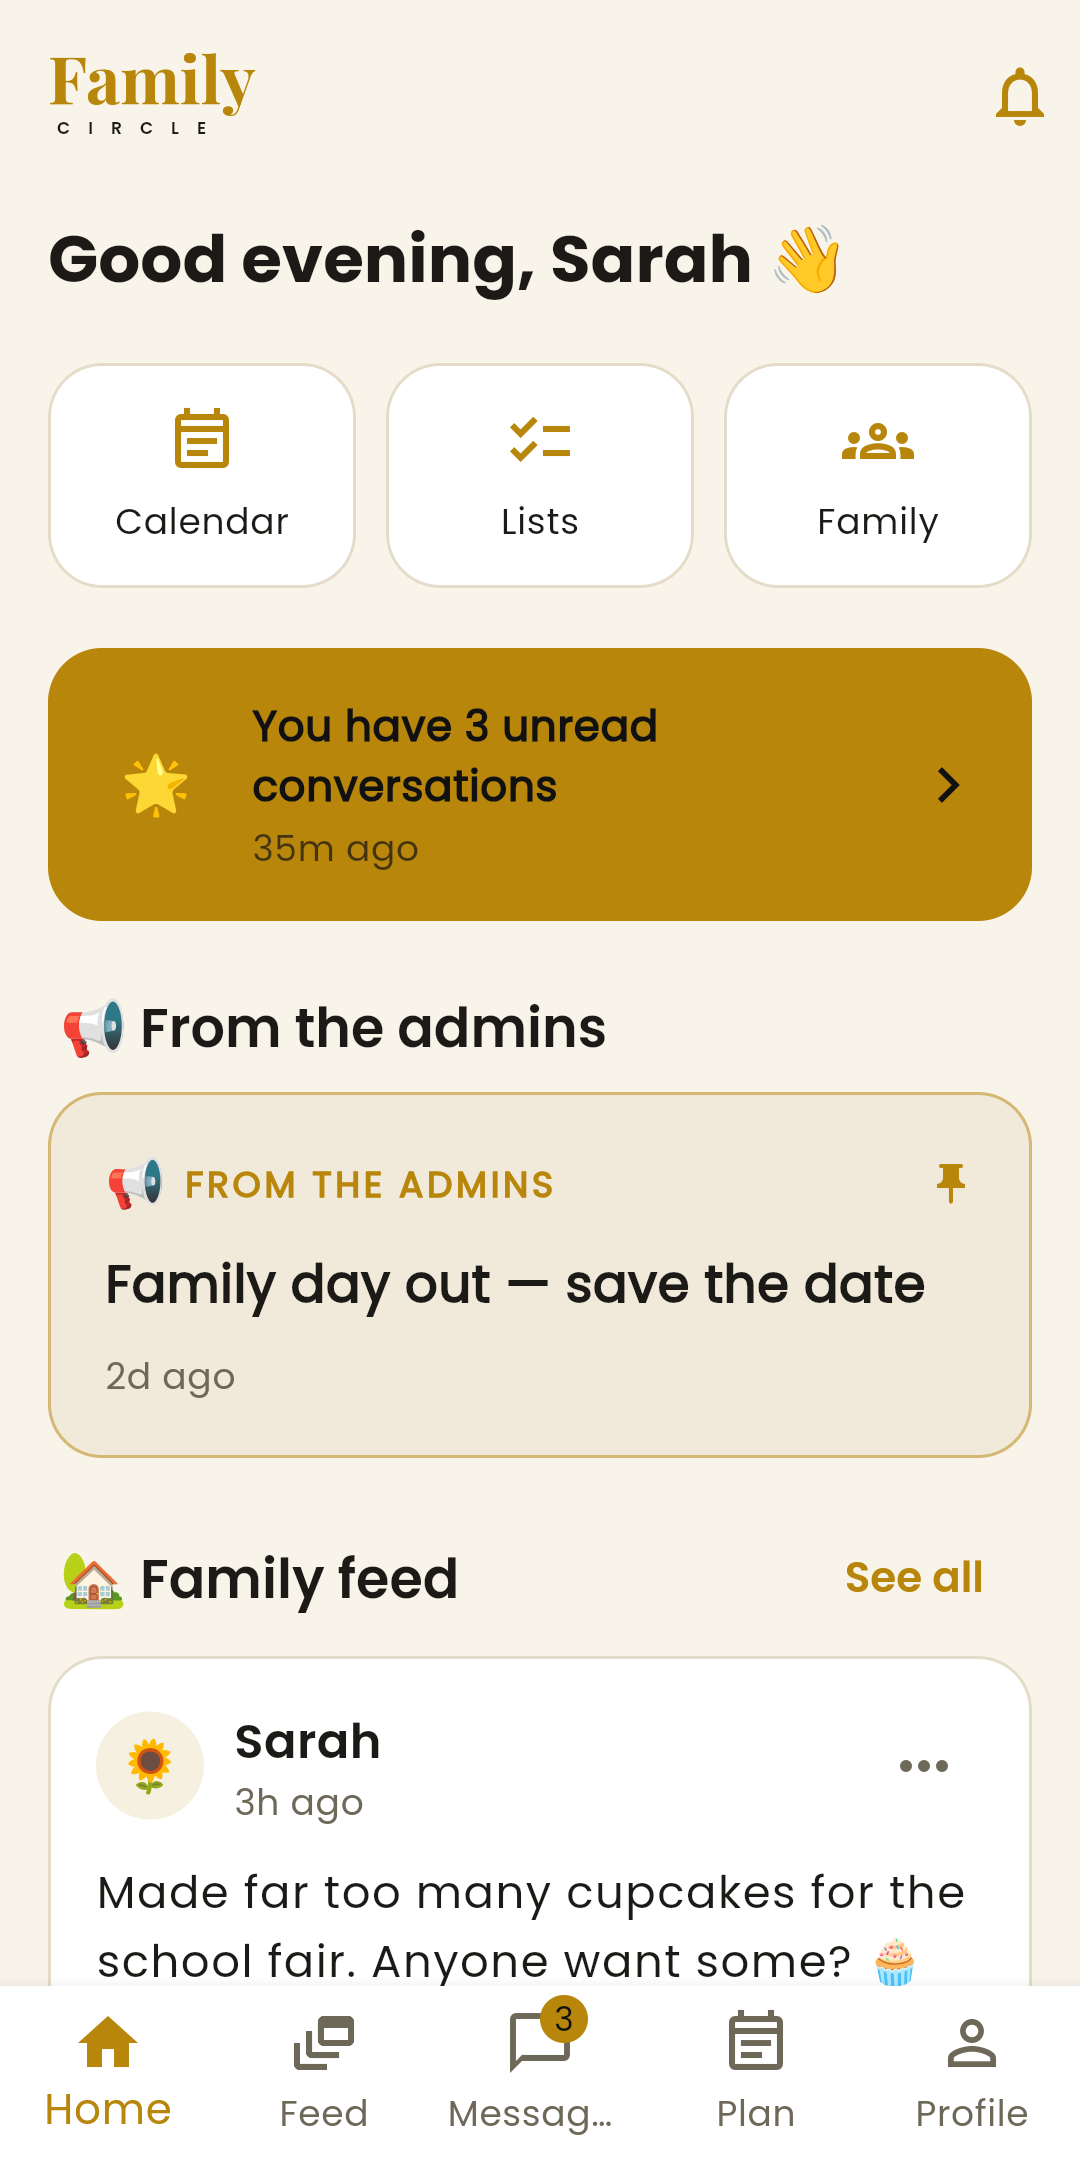 Family
CIRCLE
Good evening, Sarah 👋
Calendar
Lists
Family
You have 3 unread
conversations
35m ago
📢 From the admins
📢 FROM THE ADMINS
Family day out — save the date
2d ago
🏡 Family feed
See all
Sarah
3h ago
Made far too many cupcakes for the
school fair. Anyone want some? 🧁
3
Home
Feed
Messag...
Plan
Profile